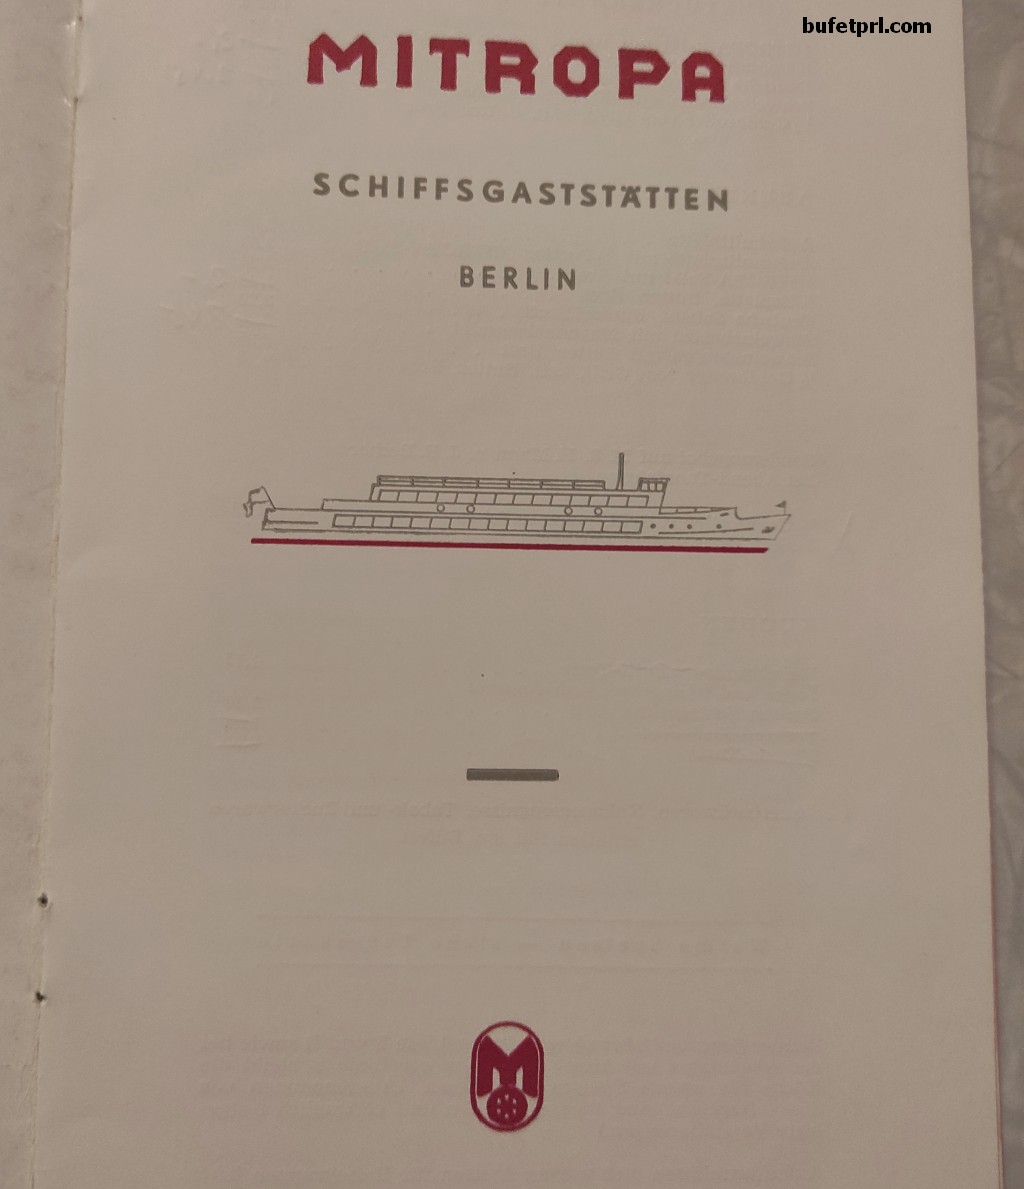 bufetprl.com
MITROPA
SCHIFFSGASTSTÄTTEN
BERLIN
M